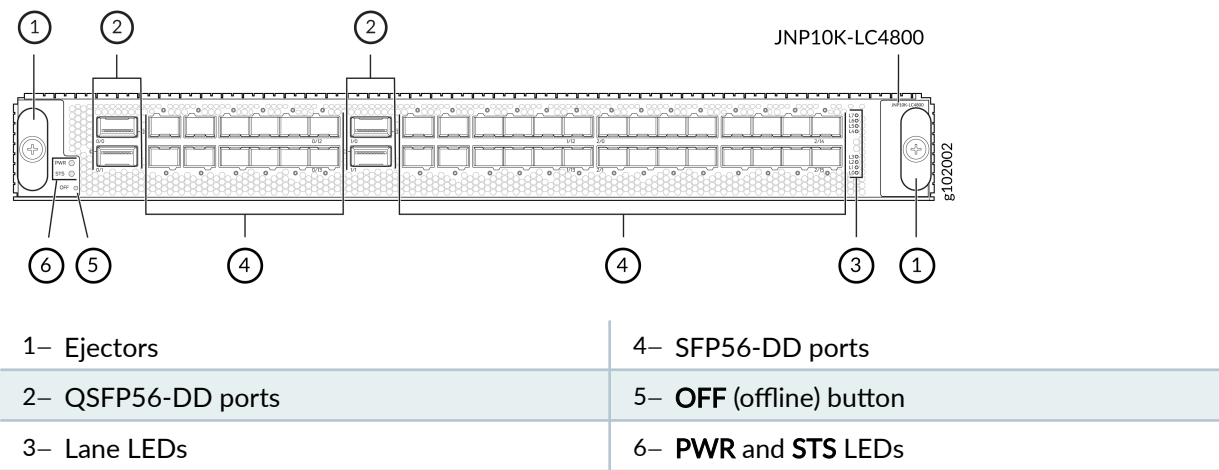 1 2 2 JNP10K-LC4800
JNP10K-LC4800
L7
L6
L5
L4
0/0 0/12 1/0 1/12 2/0 2/14
PWR
STS
OFF
0/1 0/13 1/1 1/13 2/1 2/15
L3
L2
L1
L0
g102002
6 5 4 4 3 1
1– Ejectors
4– SFP56-DD ports
2– QSFP56-DD ports
5– OFF (offline) button
3– Lane LEDs
6– PWR and STS LEDs